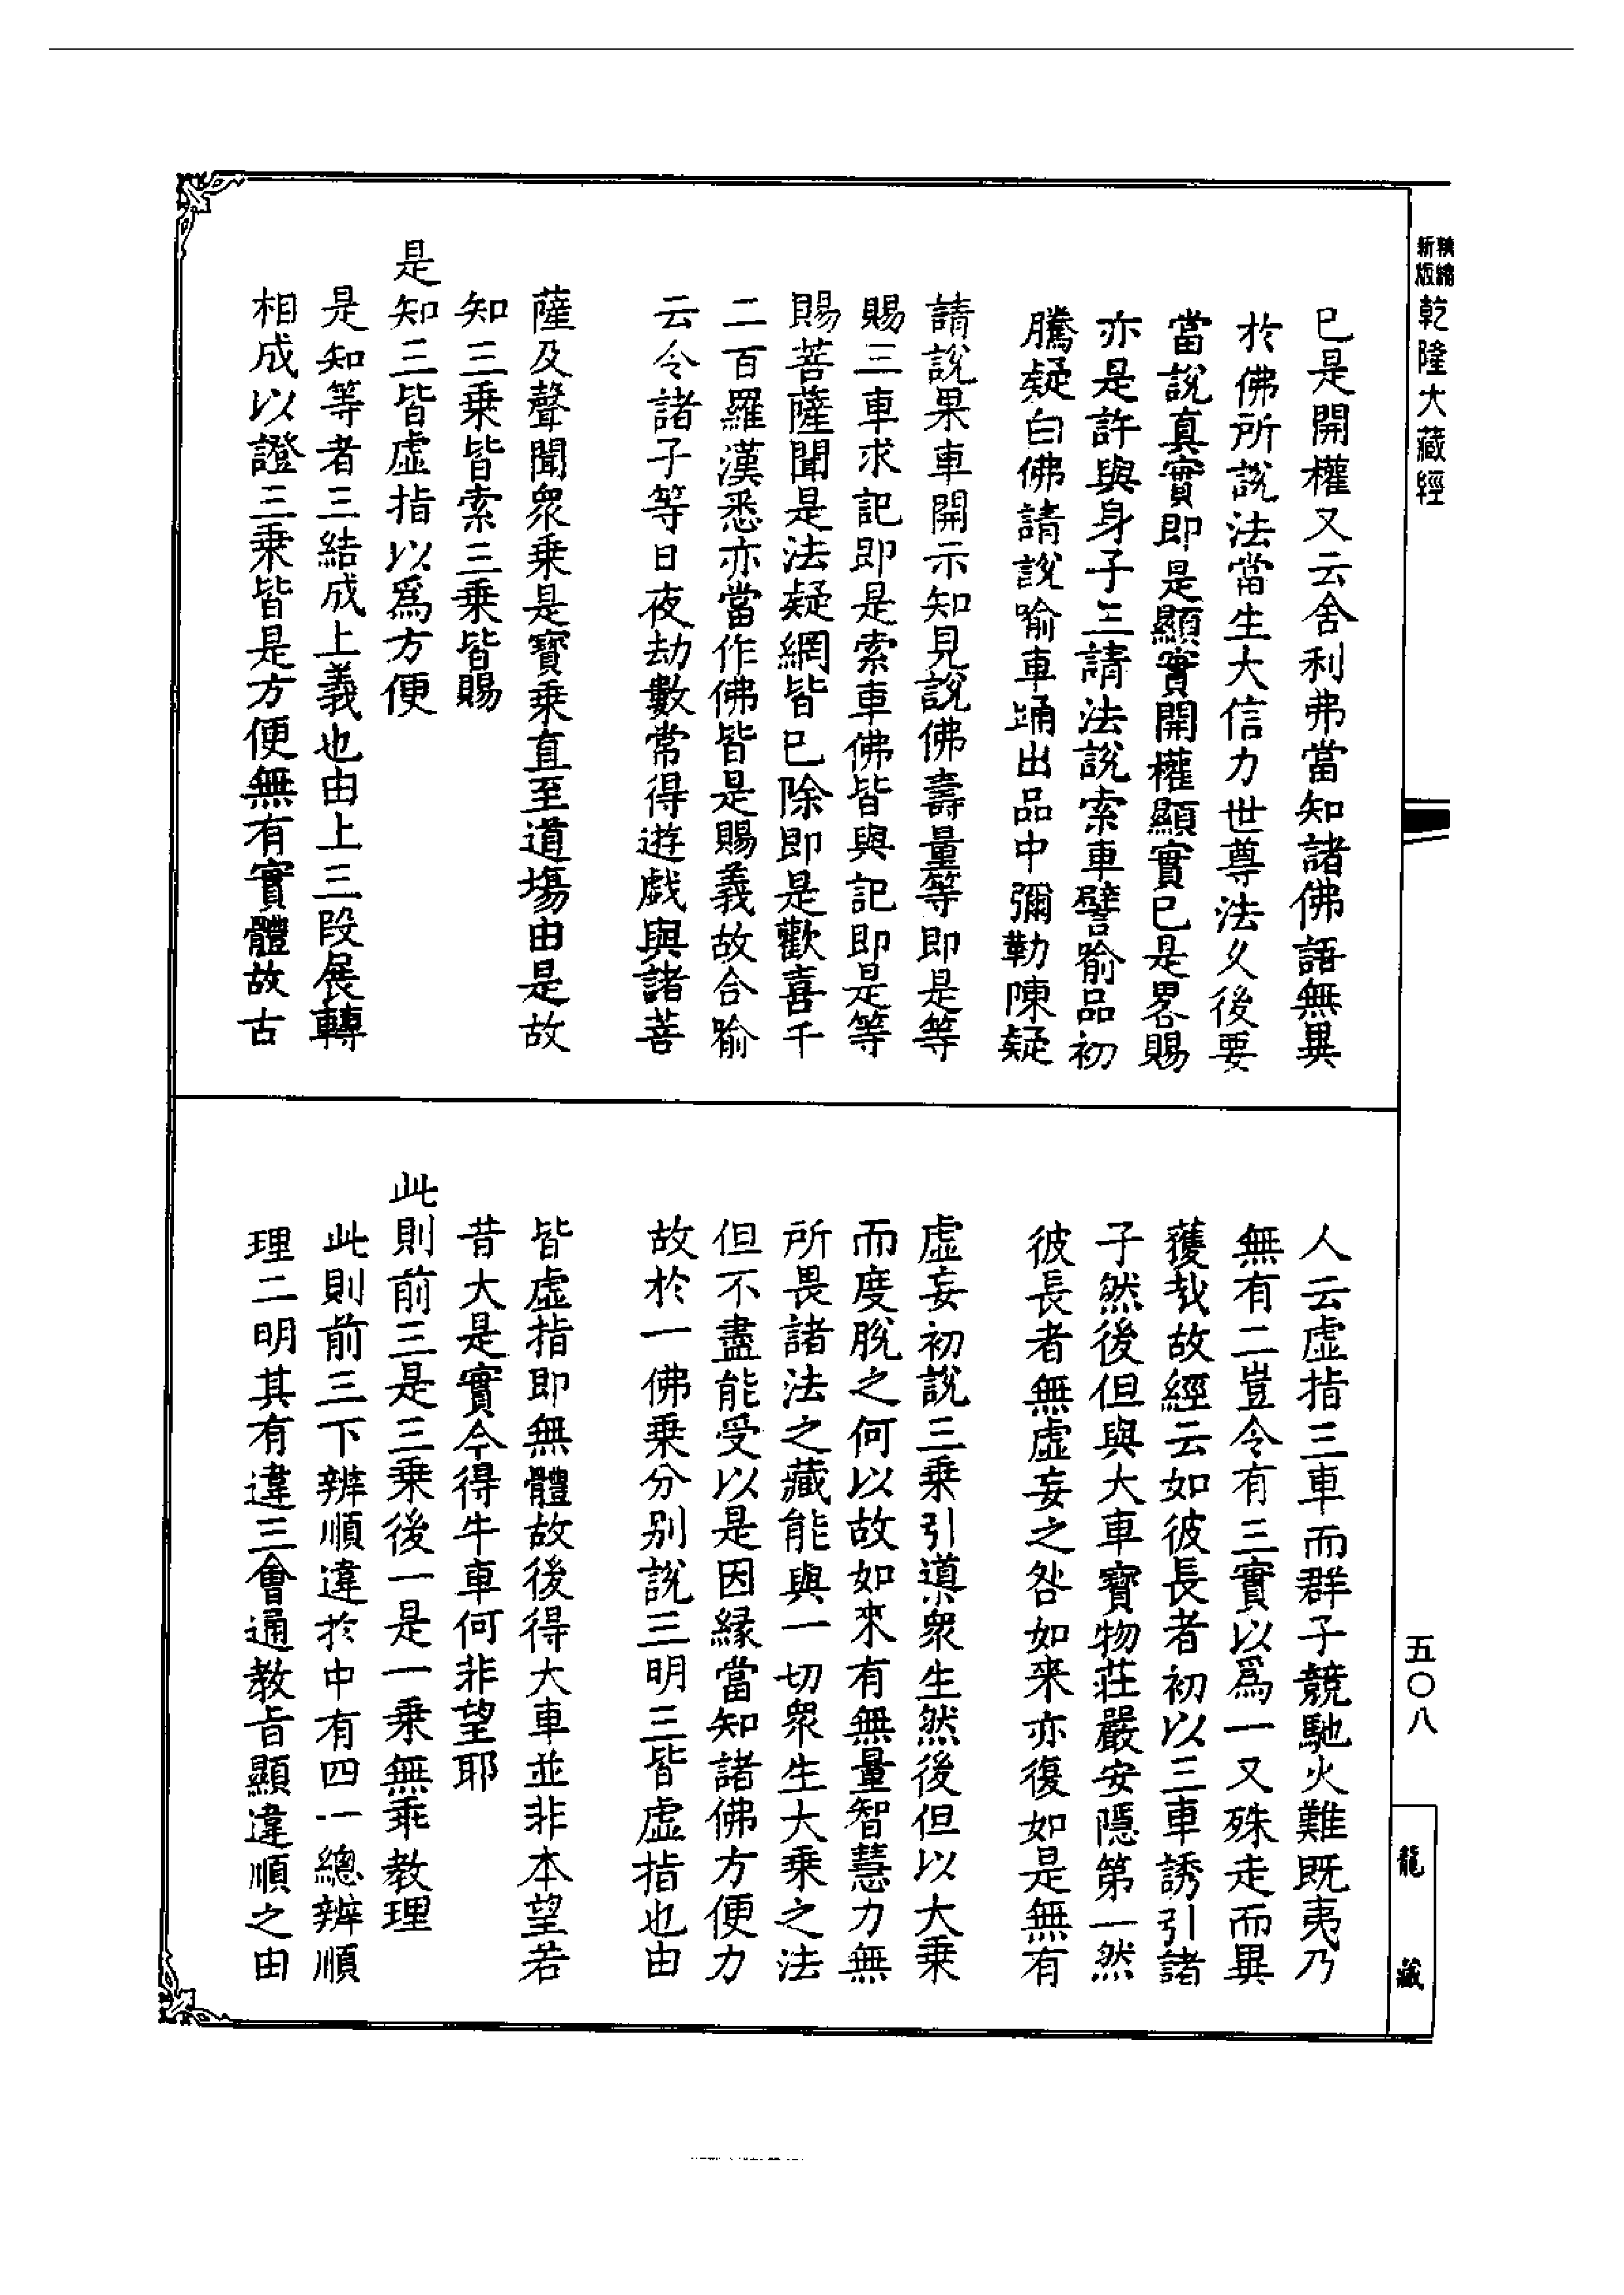 新版
精縮
乾隆大藏經
已是開權又云舍利弗當知諸佛語無異
於佛所說法當生大信力世尊法久後要
當說真實即是顯實開權顯實已是畧賜
亦是許與身子三請法說索車譬喻品初
騰疑白佛請說喻車踊出品中彌勒陳疑
請說果車開示知見說佛壽量等即是等
賜三車求記即是索車佛皆與記即是等
賜菩薩聞是法疑網皆已除即是歡喜千
二百羅漢悉亦當作佛皆是賜義故合喻
云令諸子等日夜劫數常得遊戲與諸菩
薩及聲聞眾乘是寶乘直至道場由是故
知三乘皆索三乘皆賜
是知三皆虛指以為方便
是知等者三結成上義也由上三段展轉
相成以證三乘皆是方便無有實體故古
人云虛指三車而群子競馳火難既夷乃
無有二豈令有三實以為一又殊走而異
獲哉故經云如彼長者初以三車誘引諸
子然後但與大車寶物莊嚴安隱第一然
彼長者無虛妄之咎如来亦復如是無有
虛妄初說三乘引導眾生然後但以大乘
而度脫之何以故如來有無量智慧力無
所畏諸法之藏能與一切眾生大乘之法
但不盡能受以是因緣當知諸佛方便力
故於一佛乘分別說三明三皆虛指也由
皆虛指即無體故後得大車並非本望若
昔大是實今得牛車何非望耶
此則前三是三乘後一是一乘無乖教理
此則前三下辨順違於中有四一總辨順
理二明其有違三會通教旨顯違順之由
五〇八
龍藏